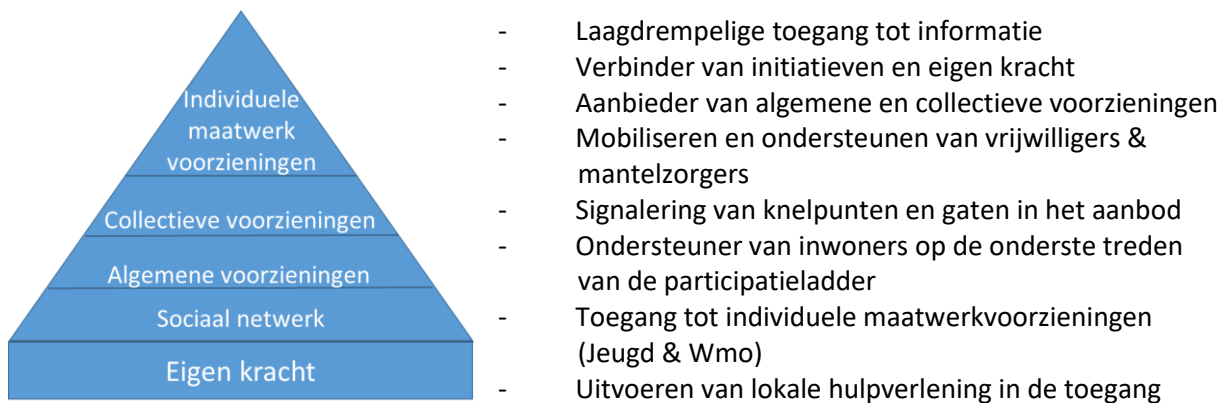 Individuele
maatwerk
voorzieningen
Collectieve voorzieningen
Algemene voorzieningen
Sociaal netwerk
Eigen kracht
- Laagdrempelige toegang tot informatie
- Verbinder van initiatieven en eigen kracht
- Aanbieder van algemene en collectieve voorzieningen
- Mobiliseren en ondersteunen van vrijwilligers &
mantelzorgers
- Signalering van knelpunten en gaten in het aanbod
- Ondersteuner van inwoners op de onderste treden
van de participatieladder
- Toegang tot individuele maatwerkvoorzieningen
(Jeugd & Wmo)
- Uitvoeren van lokale hulpverlening in de toegang